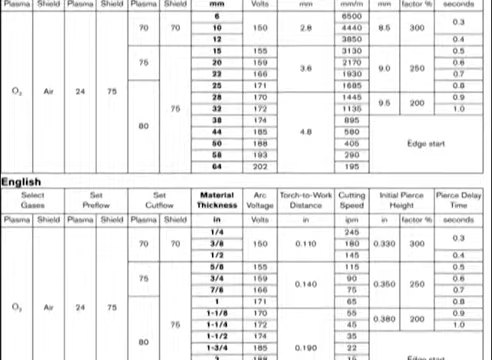 Plasma Shield Plasma Shield Plasma Shield mm Volts mm mm/m mm factor % seconds
O₂ Air 24 75
70 70
75
80
75
6 6500
10 150 2.8 4440 8.5 300 0.3
12 3850 0.4
15 155 3130 0.5
20 159 3.6 2170 9.0 250 0.6
22 166 1930 0.7
25 171 1685 0.8
28 170 1445 9.5 200 0.9
32 172 1135 1.0
38 174 895
44 185 4.8 580
50 188 405 Edge start
58 193 290
64 202 195
English
Select Gases Set Preflow Set Cutflow Material Thickness Arc Voltage Torch-to-Work Distance Cutting Speed Initial Pierce Height Pierce Delay Time
Plasma Shield Plasma Shield Plasma Shield in Volts in ipm in factor % seconds
O₂ Air 24 75
70 70
75
80
75
1/4 245
3/8 150 0.110 180 0.330 300 0.3
1/2 145 0.4
5/8 155 115 0.5
3/4 159 0.140 90 0.350 250 0.6
7/8 166 75 0.7
1 171 65 0.8
1-1/8 170 55 0.380 200 0.9
1-1/4 172 45 1.0
1-1/2 174 35
1-3/4 185 0.190 22
2 188 15 Edge start